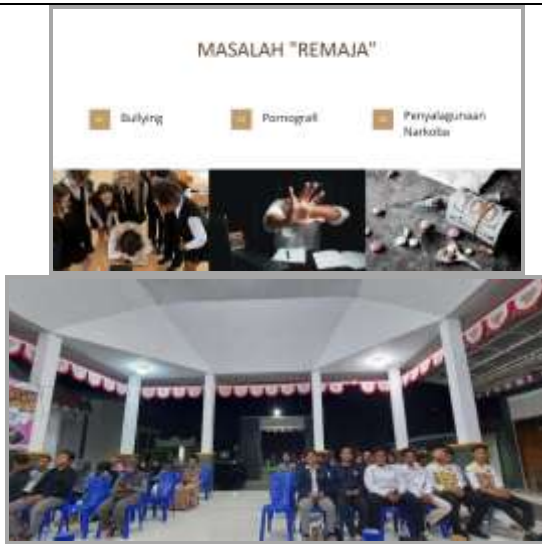 MASALAH "REMAJA"
Bullying
Pornografi
Penyalagunaan
Narkoba